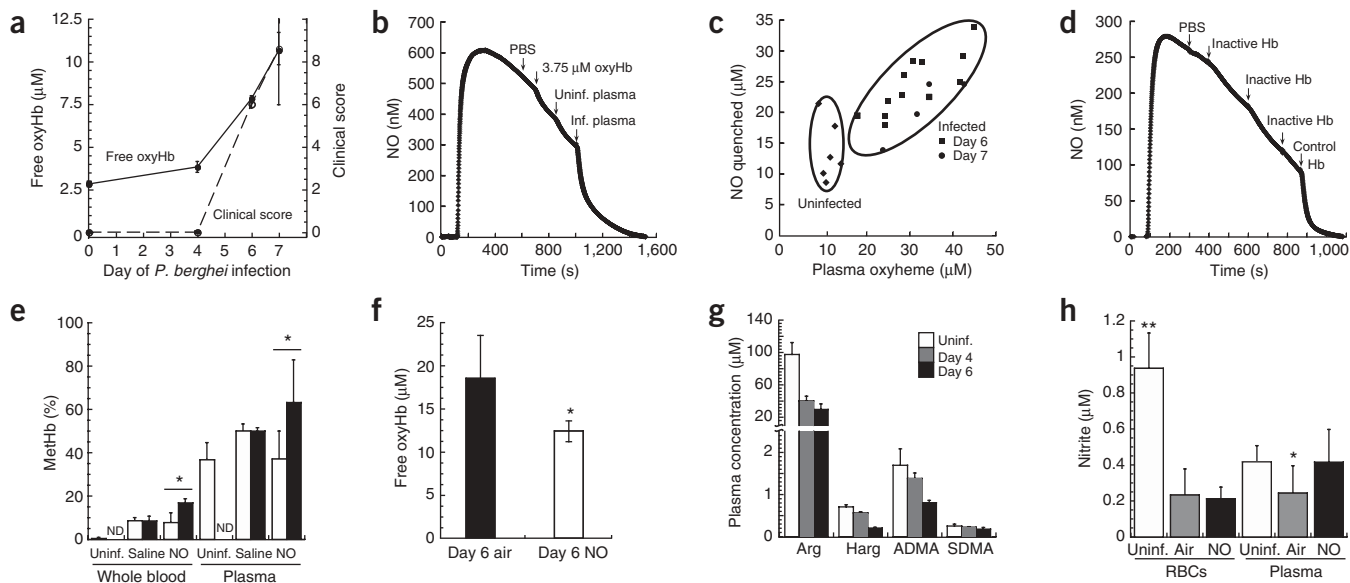 a
Free oxyHb (µM)
12.5
10
7.5
5
2.5
0
Free oxyHb
Clinical score
8
6
4
2
0
Clinical score
0 1 2 3 4 5 6 7
Day of P. berghei infection
b
NO (nM)
700
600
500
400
300
200
100
0
PBS
3.75 µM oxyHb
Uninf. plasma
Inf. plasma
0 400 800 1,200 1,600
Time (s)
c
NO quenched (µM)
35
30
25
20
15
10
5
0
Infected
Day 6
Day 7
Uninfected
0 10 20 30 40 50
Plasma oxyheme (µM)
d
NO (nM)
300
250
200
150
100
50
0
PBS
Inactive Hb
Inactive Hb
Inactive Hb
Control
Hb
0 200 400 600 800 1,000
Time (s)
e
MetHb (%)
100
80
60
40
20
0
ND
*
ND
*
Uninf. Saline NO Uninf. Saline NO
Whole blood Plasma
f
Free oxyHb (µM)
25
20
15
10
5
0
*
Day 6 air Day 6 NO
g
Plasma concentration (µM)
100
60
40
20
2
1
0
Uninf.
Day 4
Day 6
Arg Harg ADMA SDMA
h
Nitrite (µM)
1.2
1
0.8
0.6
0.4
0.2
0
**
*
Uninf. Air NO Uninf. Air NO
RBCs Plasma